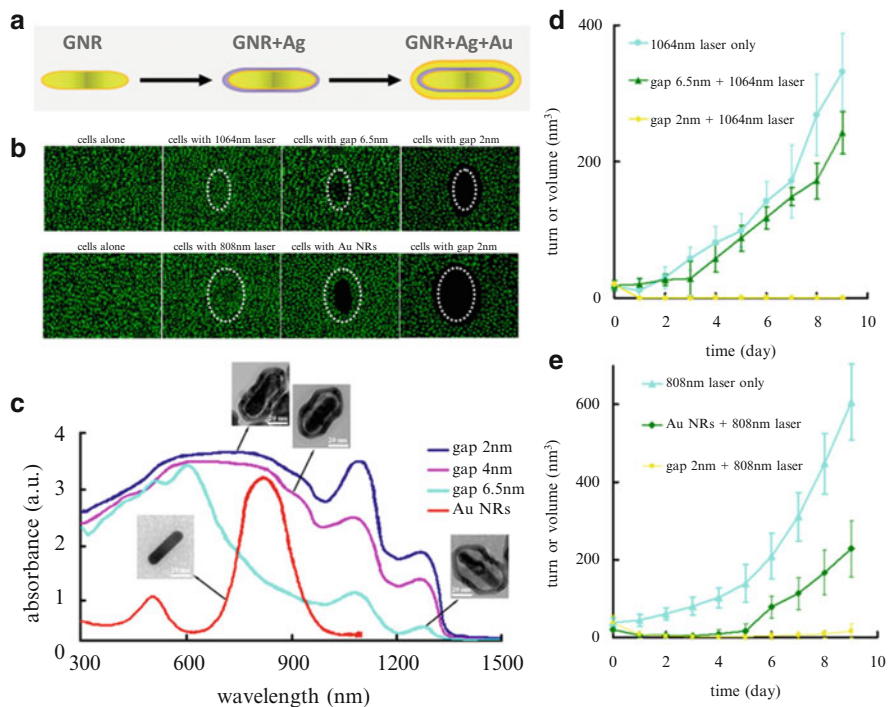 a
GNR
GNR+Ag
GNR+Ag+Au
b
cells alone
cells with 1064nm laser
cells with gap 6.5nm
cells with gap 2nm
cells alone
cells with 808nm laser
cells with Au NRs
cells with gap 2nm
c
absorbance (a.u.)
4
3
2
1
0
300
600
900
1200
1500
wavelength (nm)
gap 2nm
gap 4nm
gap 6.5nm
Au NRs
20 nm
d
turn or volume (nm³)
400
200
0
0
2
4
6
8
10
time (day)
1064nm laser only
gap 6.5nm + 1064nm laser
gap 2nm + 1064nm laser
e
turn or volume (nm³)
600
400
200
0
0
2
4
6
8
10
time (day)
808nm laser only
Au NRs + 808nm laser
gap 2nm + 808nm laser